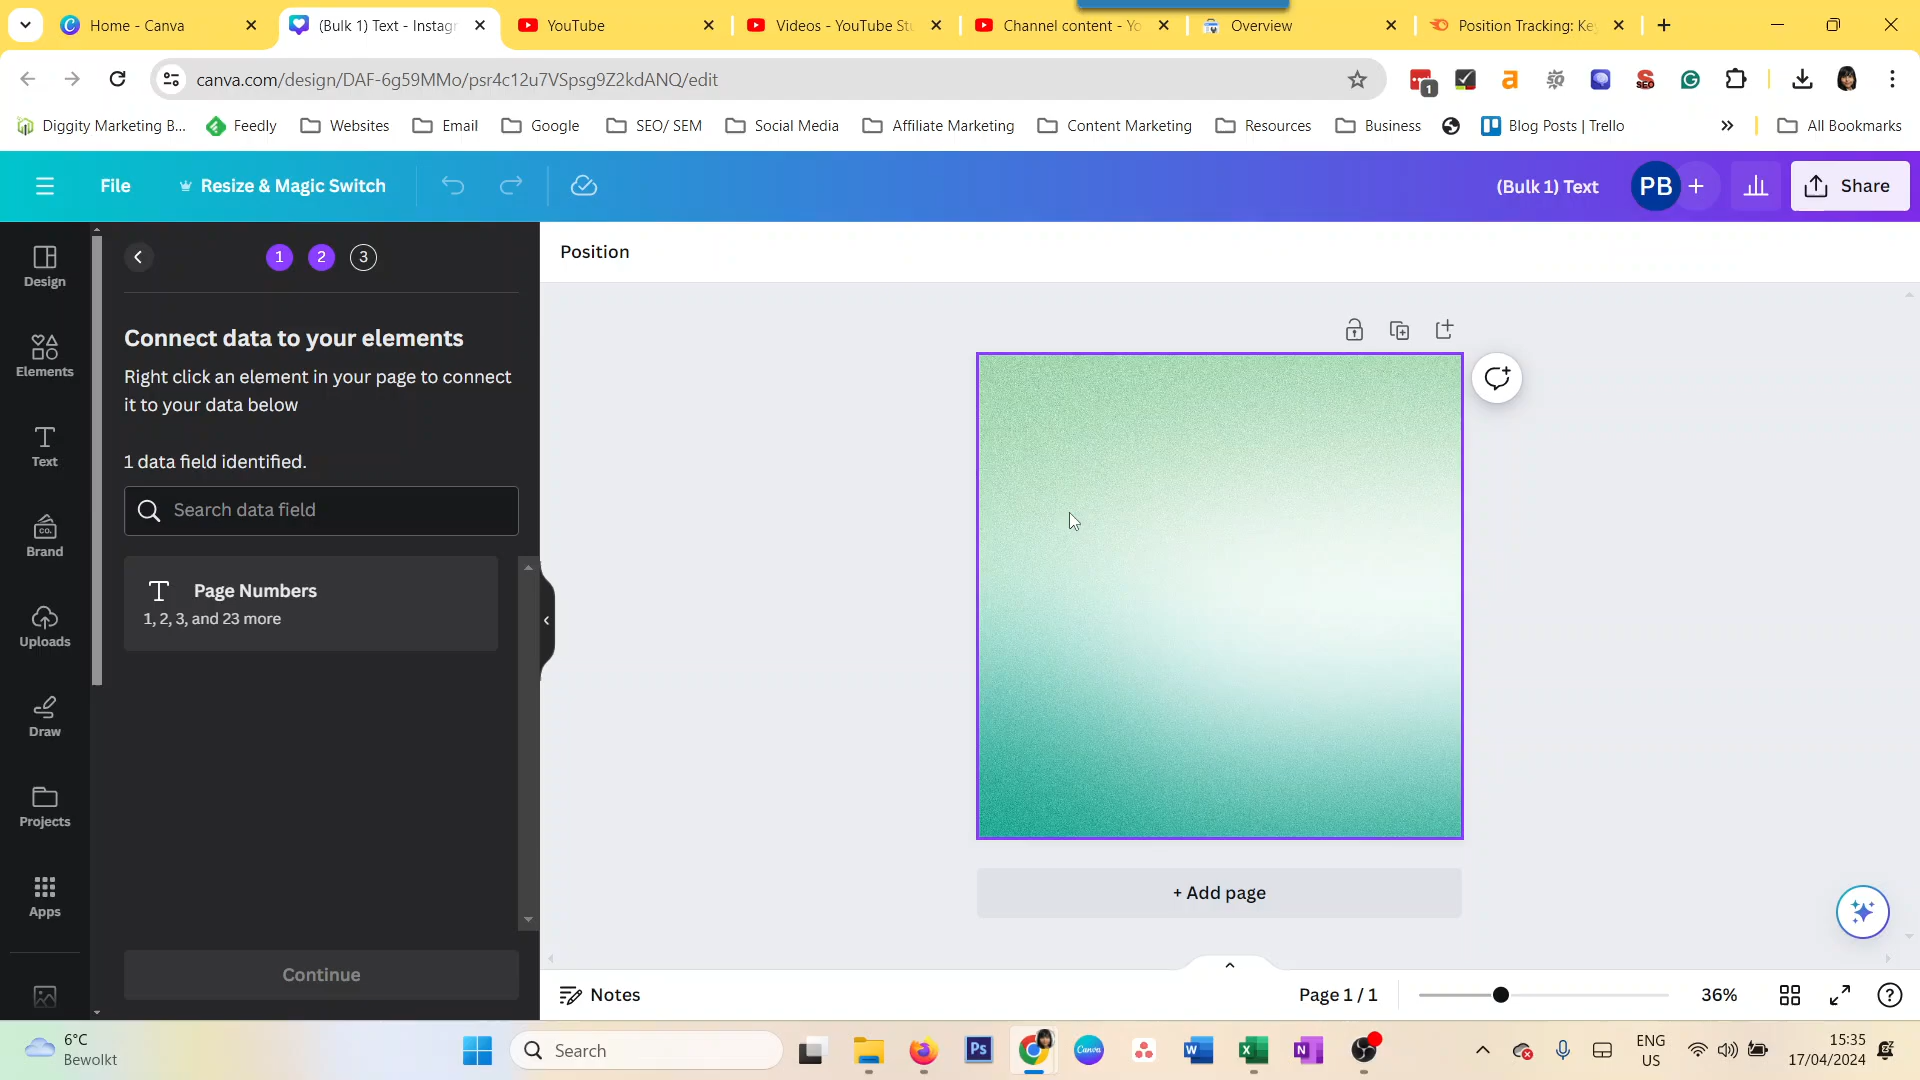 Home - Canva
(Bulk 1) Text - Instagr
YouTube
Videos - YouTube Stu
Channel content - Yo
Overview
Position Tracking: Key
canva.com/design/DAF-6g59MMo/psr4c12u7VSpsg9Z2kdANQ/edit
1
Diggity Marketing B...
Feedly
Websites
Email
Google
SEO/ SEM
Social Media
Affiliate Marketing
Content Marketing
Resources
Business
Blog Posts | Trello
All Bookmarks
File
Resize & Magic Switch
(Bulk 1) Text
PB
Share
Design
Elements
Text
CO.
Brand
Uploads
Draw
Projects
Apps
1
2
3
Connect data to your elements
Right click an element in your page to connect
it to your data below
1 data field identified.
Search data field
Page Numbers
1, 2, 3, and 23 more
Continue
Position
+ Add page
Notes
Page 1 / 1
36%
6°C
Bewolkt
Search
Ps
Canva
ENG
US
15:35
17/04/2024